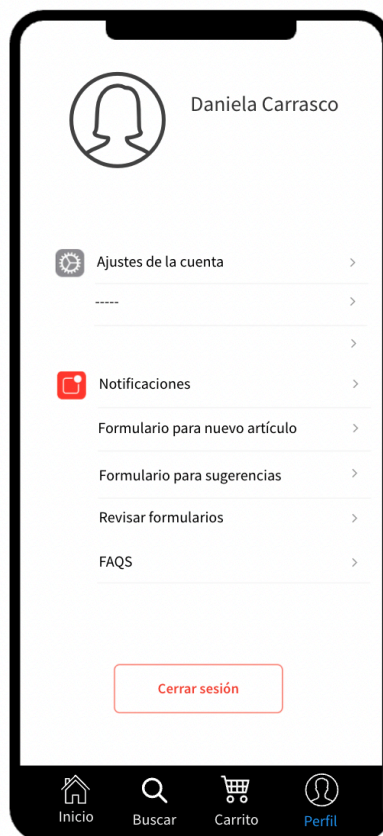 Daniela Carrasco
Ajustes de la cuenta
-----
Notificaciones
Formulario para nuevo artículo
Formulario para sugerencias
Revisar formularios
FAQS
Cerrar sesión
Inicio
Buscar
Carrito
Perfil